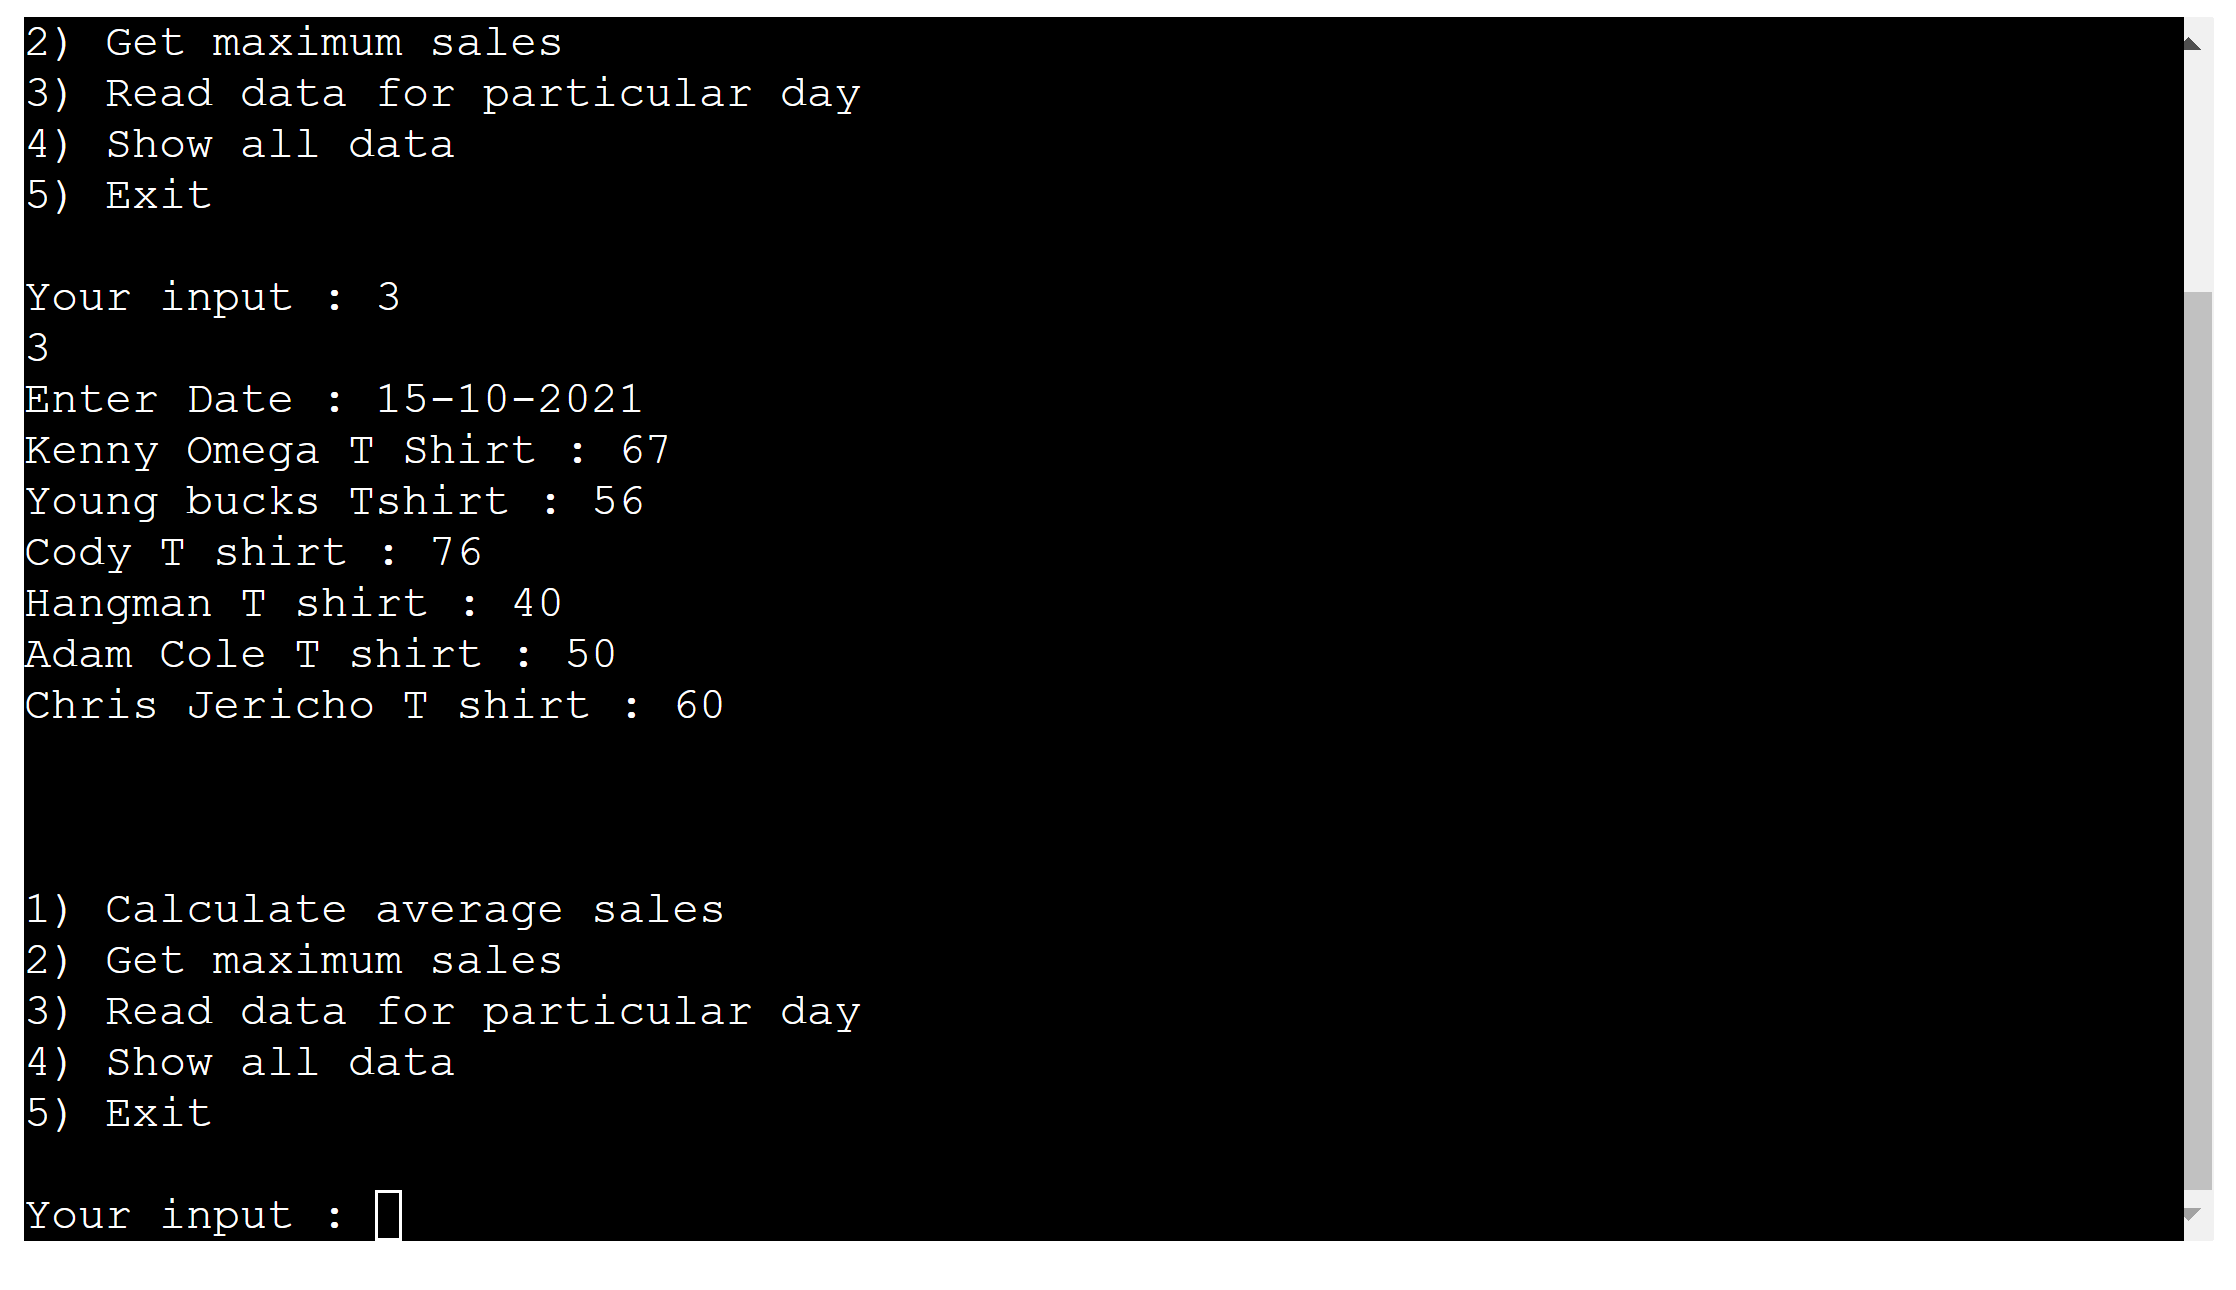 2) Get maximum sales
3) Read data for particular day
4) Show all data
5) Exit
Your input : 3
3
Enter Date : 15-10-2021
Kenny Omega T Shirt : 67
Young bucks Tshirt : 56
Cody T shirt : 76
Hangman T shirt : 40
Adam Cole T shirt : 50
Chris Jericho T shirt : 60
1) Calculate average sales
2) Get maximum sales
3) Read data for particular day
4) Show all data
5) Exit
Your input :